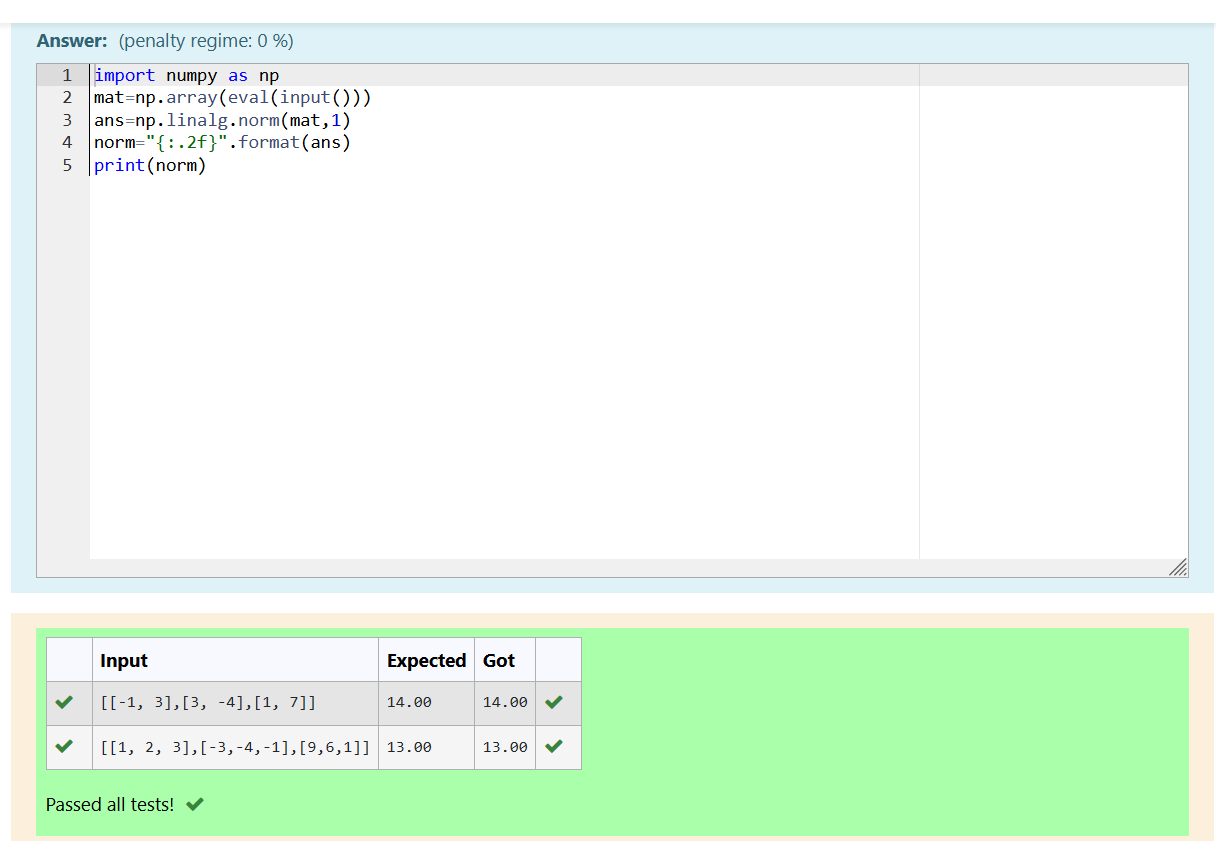 Answer: (penalty regime: 0 %)
1 import numpy as np
2 mat=np.array(eval(input()))
3 ans=np.linalg.norm(mat,1)
4 norm="{:.2f}".format(ans)
5 print(norm)
Input Expected Got
[[-1, 3],[3, -4],[1, 7]] 14.00 14.00
[[1, 2, 3],[-3,-4,-1],[9,6,1]] 13.00 13.00
Passed all tests!